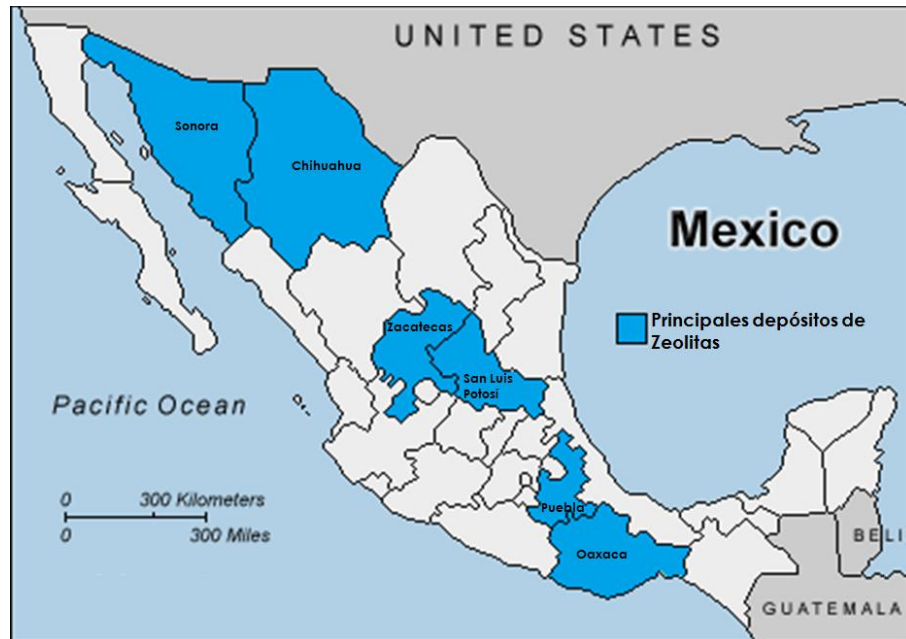 UNITED STATES
Sonora
Chihuahua
Mexico
Principales depósitos de
Zeolitas
Zacatecas
San Luis
Potosí
Pacific Ocean
0 300 Kilometers
0 300 Miles
Puebla
Oaxaca
BELI
GUATEMALA